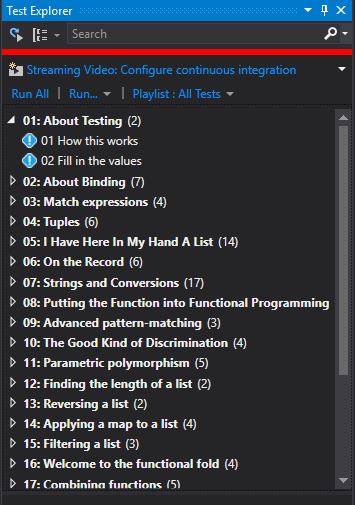 Test Explorer
Search
Streaming Video: Configure continuous integration
Run All Run... Playlist : All Tests
01: About Testing (2)
01 How this works
02 Fill in the values
02: About Binding (7)
03: Match expressions (4)
04: Tuples (6)
05: I Have Here In My Hand A List (14)
06: On the Record (6)
07: Strings and Conversions (17)
08: Putting the Function into Functional Programming
09: Advanced pattern-matching (3)
10: The Good Kind of Discrimination (4)
11: Parametric polymorphism (5)
12: Finding the length of a list (2)
13: Reversing a list (2)
14: Applying a map to a list (4)
15: Filtering a list (3)
16: Welcome to the functional fold (4)
17: Combining functions (5)